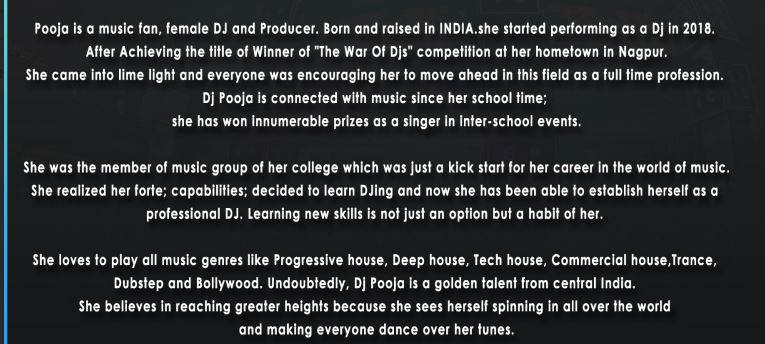 Pooja is a music fan, female DJ and Producer. Born and raised in INDIA.she started performing as a Dj in 2018.
After Achieving the title of Winner of "The War Of Djs" competition at her hometown in Nagpur.
She came into lime light and everyone was encouraging her to move ahead in this field as a full time profession.
Dj Pooja is connected with music since her school time;
she has won innumerable prizes as a singer in inter-school events.
She was the member of music group of her college which was just a kick start for her career in the world of music.
She realized her forte; capabilities; decided to learn DJing and now she has been able to establish herself as a
professional DJ. Learning new skills is not just an option but a habit of her.
She loves to play all music genres like Progressive house, Deep house, Tech house, Commercial house,Trance,
Dubstep and Bollywood. Undoubtedly, Dj Pooja is a golden talent from central India.
She believes in reaching greater heights because she sees herself spinning in all over the world
and making everyone dance over her tunes.